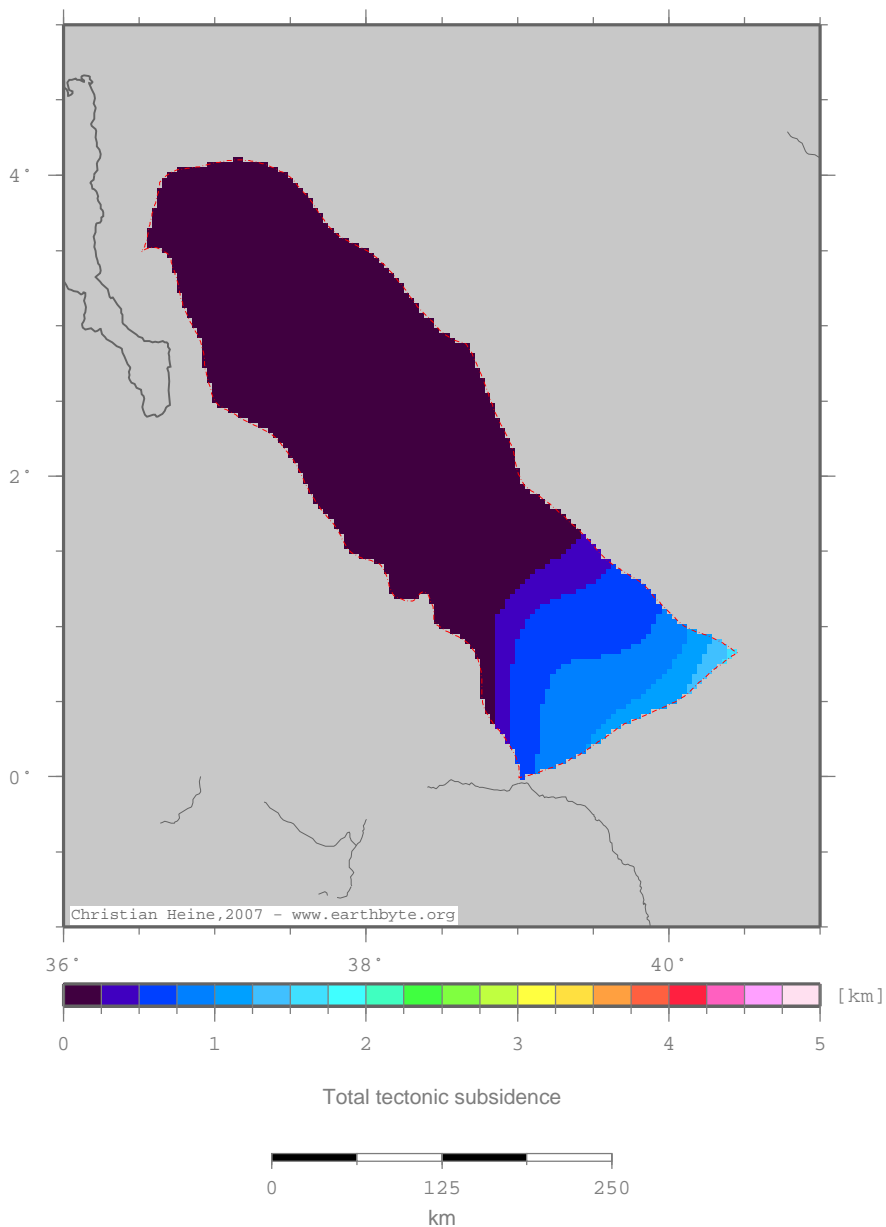 4°
2°
0°
Christian Heine,2007 - www.earthbyte.org
36° 38° 40°
[km]
0 1 2 3 4 5
Total tectonic subsidence
0 125 250
km